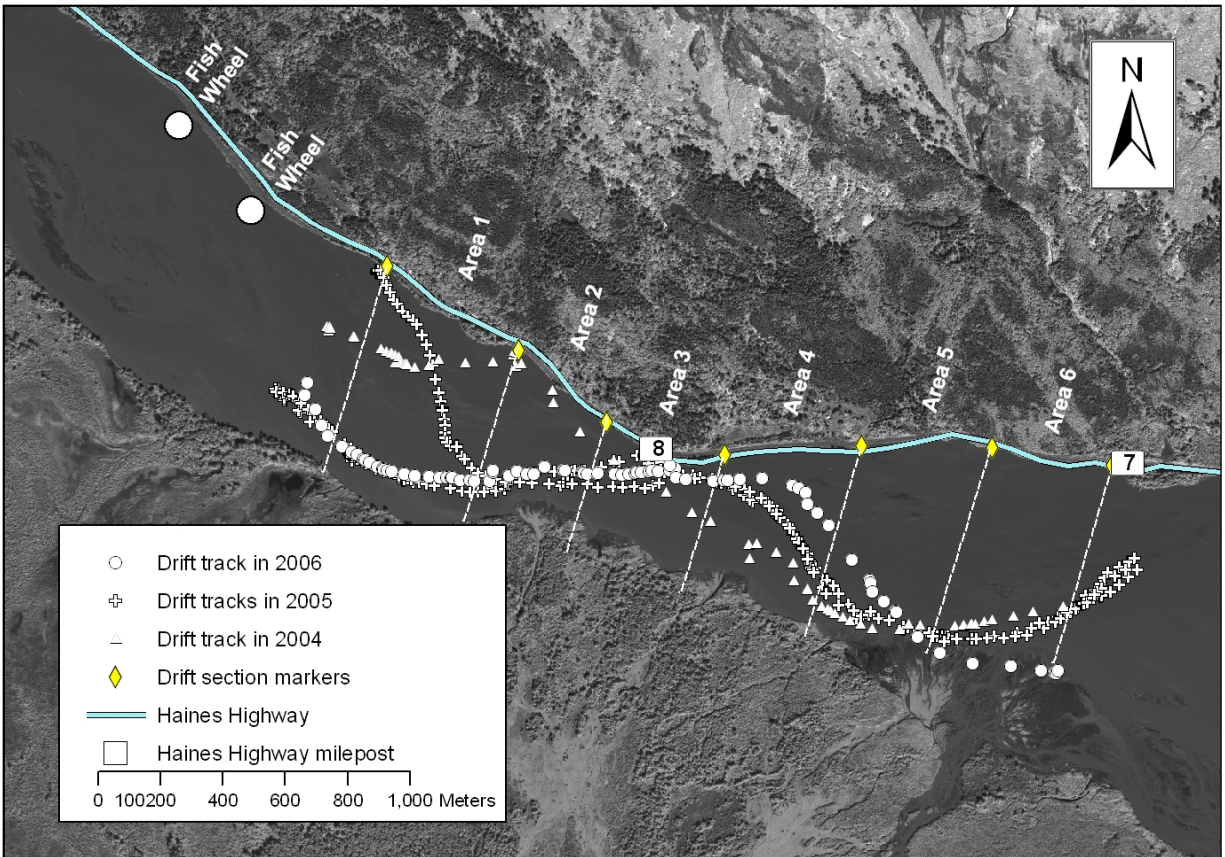 N
Fish
Wheel
Fish
Wheel
Area 1
Area 2
Area 3
Area 4
Area 5
Area 6
8
7
Drift track in 2006
Drift tracks in 2005
Drift track in 2004
Drift section markers
Haines Highway
Haines Highway milepost
0 100200 400 600 800 1,000 Meters